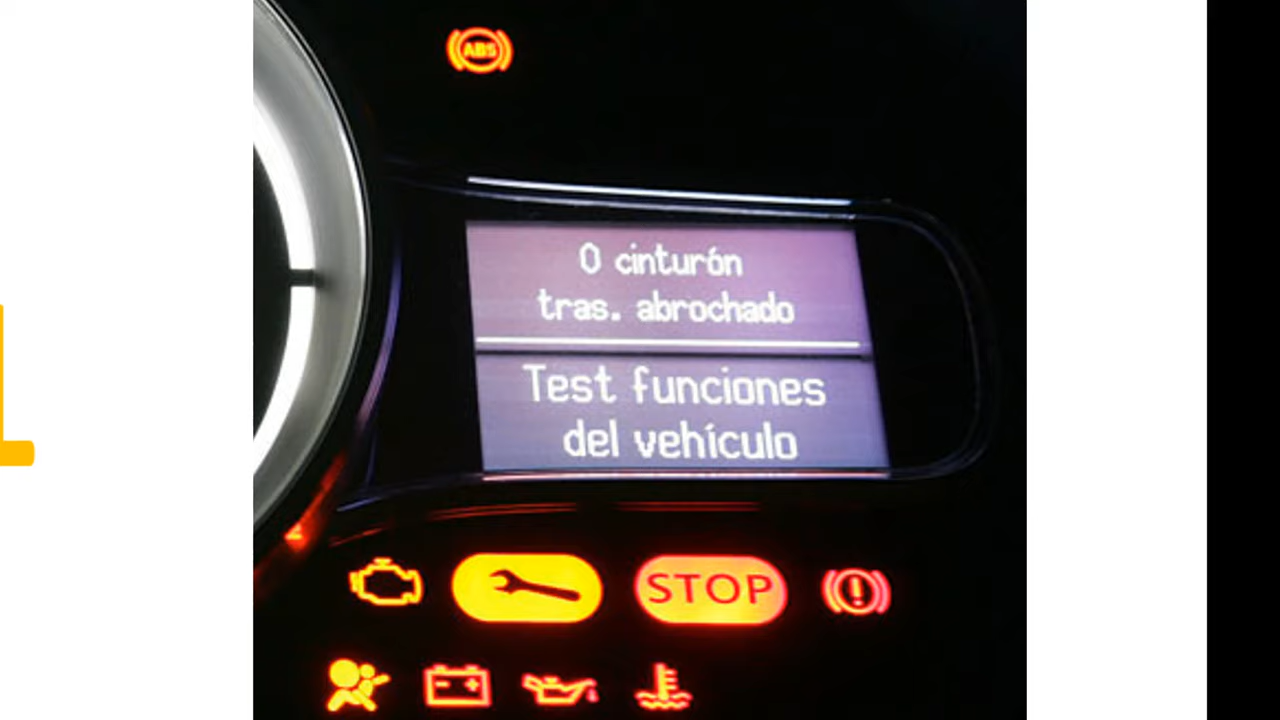 ABS
0 cinturón
tras. abrochado
Test funciones
del vehículo
STOP